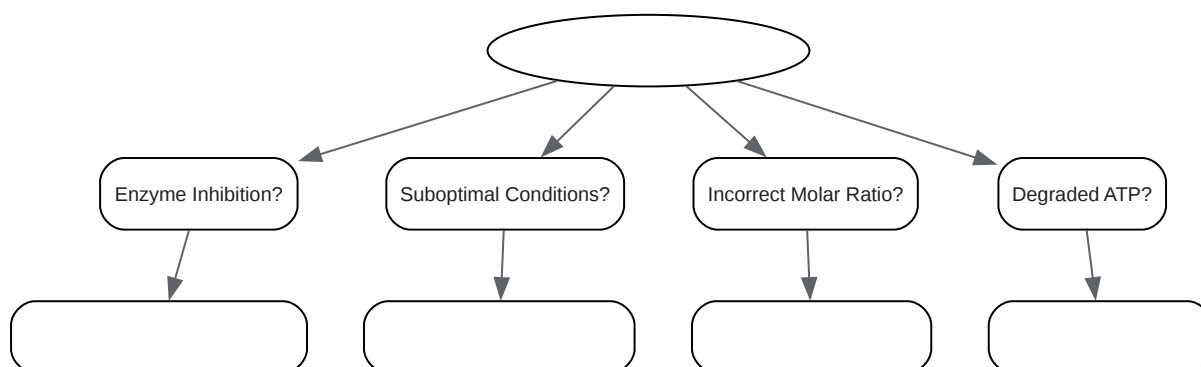 Enzyme Inhibition?
Suboptimal Conditions?
Incorrect Molar Ratio?
Degraded ATP?